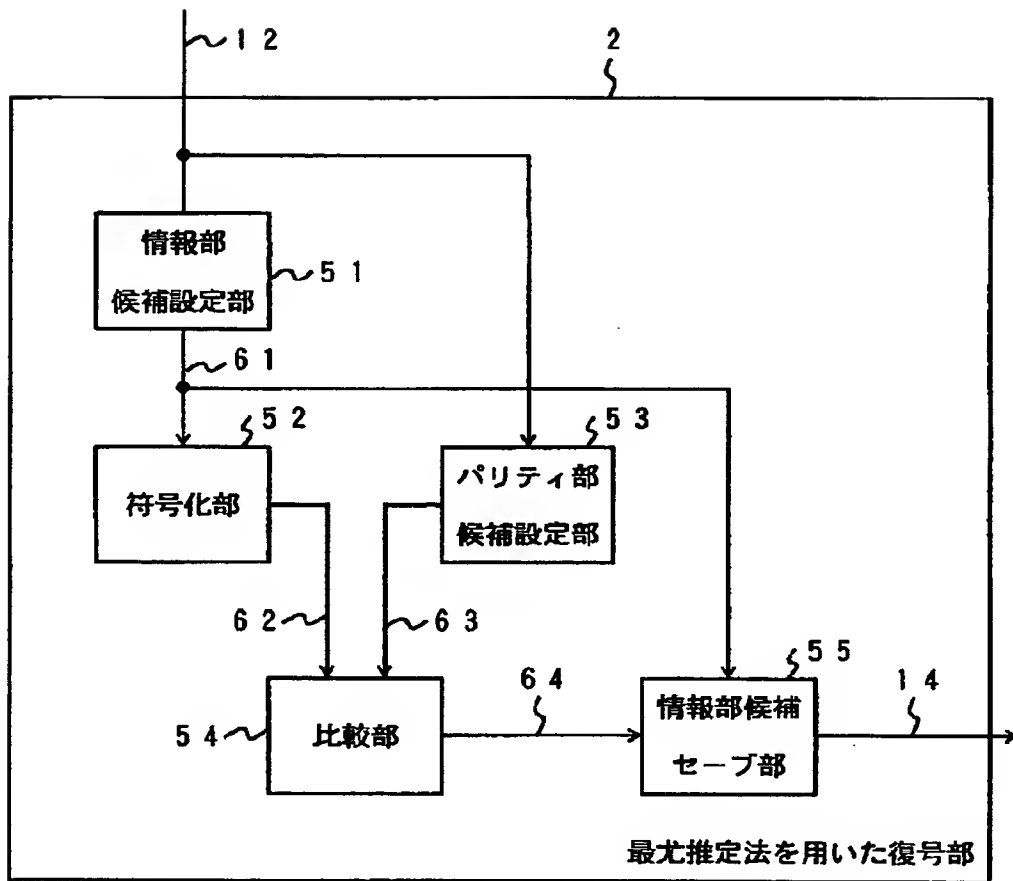 12
2
情報部
候補設定部
51
61
52
53
符号化部
パリティ部
候補設定部
62
63
55
64
14
54
比較部
情報部候補
セーブ部
最尤推定法を用いた復号部